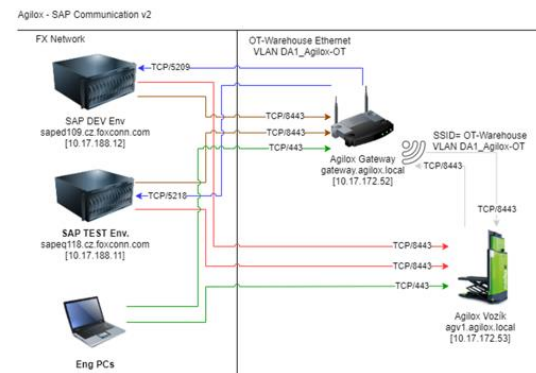 Agilox - SAP Communication v2
FX Network
OT-Warehouse Ethernet
VLAN DA1_Agilox-OT
TCP/5209
SAP DEV Env
saped109.cz.foxconn.com
[10.17.188.12]
TCP/8443
TCP/8443
TCP/443
Agilox Gateway
gateway.agilox.local
[10.17.172.52]
SSID= OT-Warehouse
VLAN DA1_Agilox-OT
TCP/8443
TCP/8443
TCP/5218
SAP TEST Env.
sapeq118.cz.foxconn.com
[10.17.188.11]
TCP/8443
TCP/8443
TCP/443
Agilox Vozík
agv1.agilox.local
[10.17.172.53]
Eng PCs